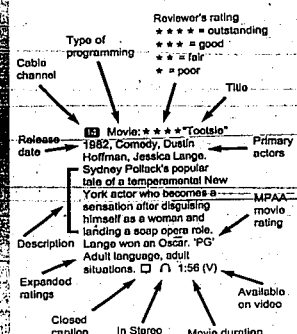 Reviewer's rating
★ ★ ★ ★ = outstanding
★ ★ ★ = good
★ ★ = fair
★ = poor
Type of
programming
Cable
channel
Title
14 Movie: ★ ★ ★ ★ "Tootsie"
Release
date
1982, Comedy, Dustin
Hoffman, Jessica Lange.
Primary
actors
Sydney Pollack's popular
tale of a temperamental New
York actor who becomes a
sensation after disguising
himself as a woman and
landing a soap opera role.
Lange won an Oscar. 'PG'
Adult language, adult
situations. 1:56 (V)
MPAA
movie
rating
Description
Expanded
ratings
Available
on video
Closed
caption
In Stereo
Movie duration